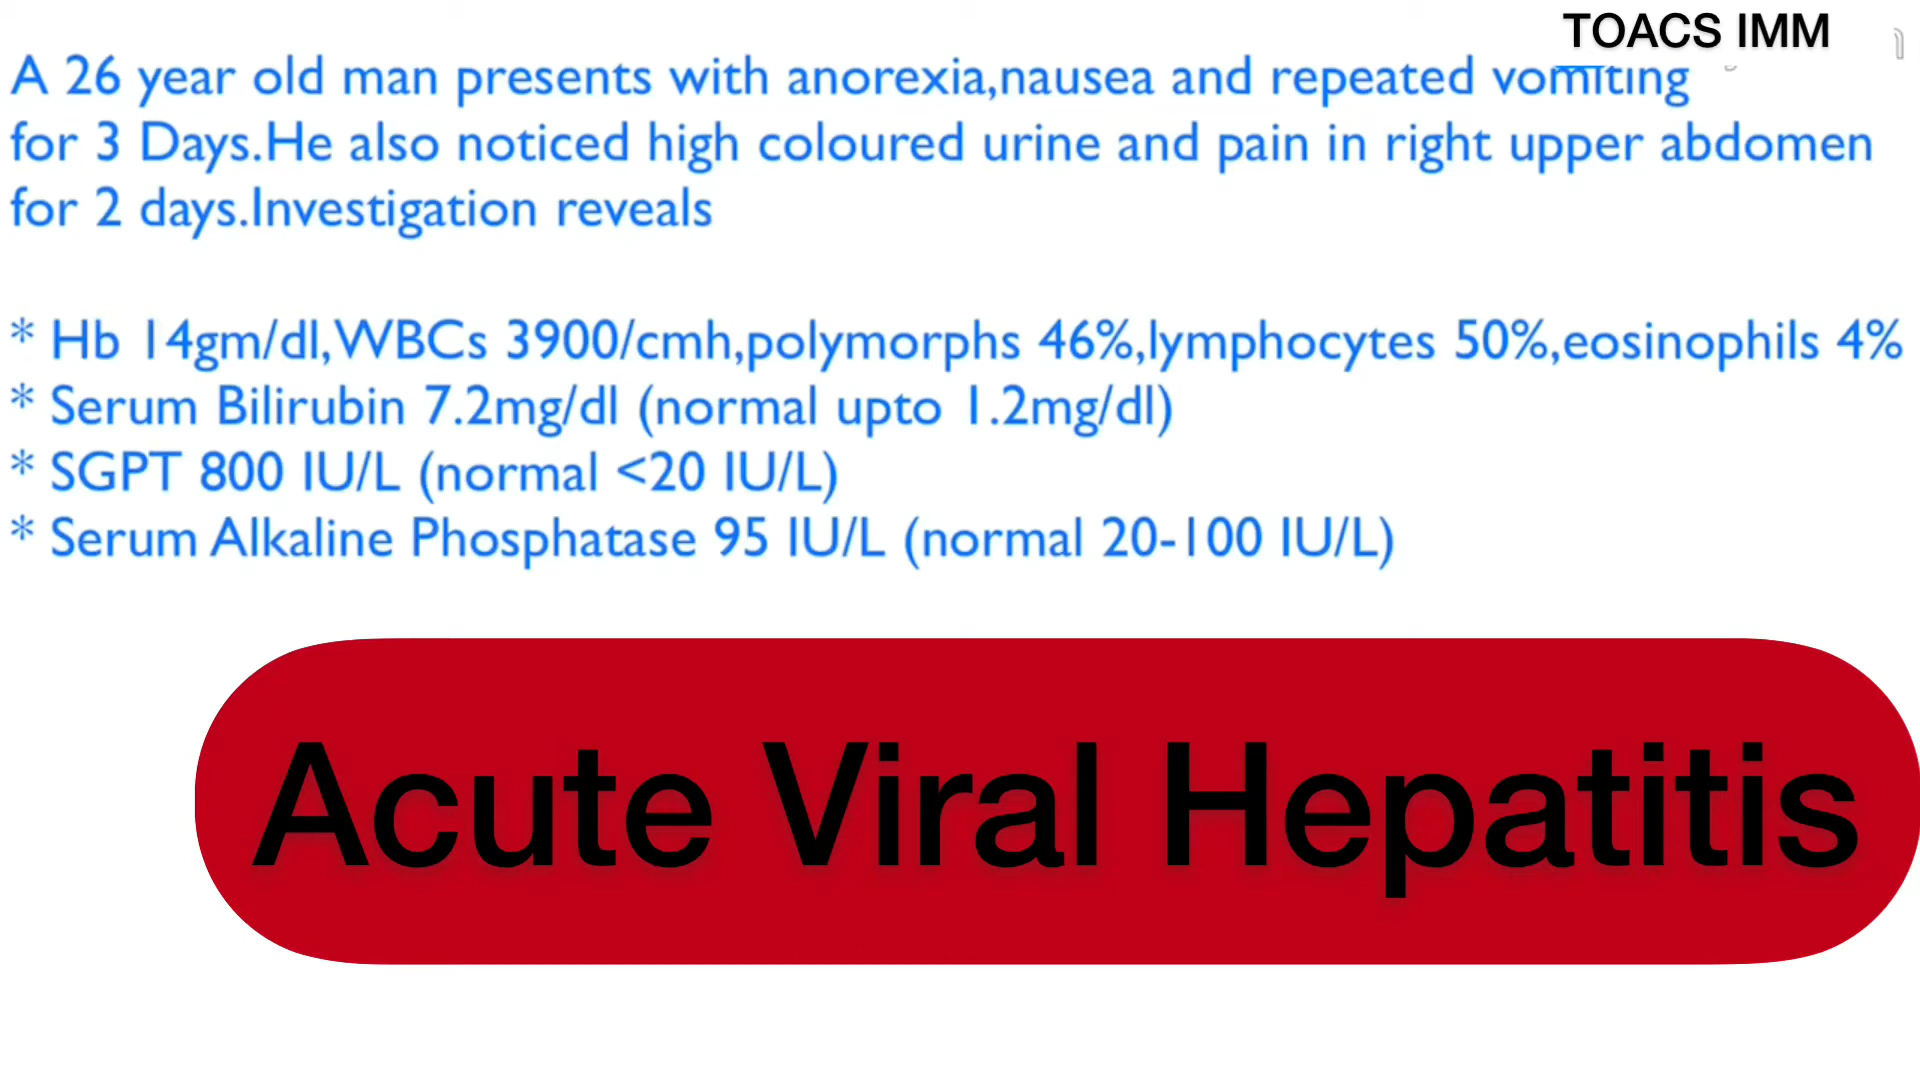 TOACS IMM
A 26 year old man presents with anorexia,nausea and repeated vomiting
for 3 Days.He also noticed high coloured urine and pain in right upper abdomen
for 2 days.Investigation reveals
* Hb 14gm/dl,WBCs 3900/cmh,polymorphs 46%,lymphocytes 50%,eosinophils 4%
* Serum Bilirubin 7.2mg/dl (normal upto 1.2mg/dl)
* SGPT 800 IU/L (normal <20 IU/L)
* Serum Alkaline Phosphatase 95 IU/L (normal 20-100 IU/L)
Acute Viral Hepatitis